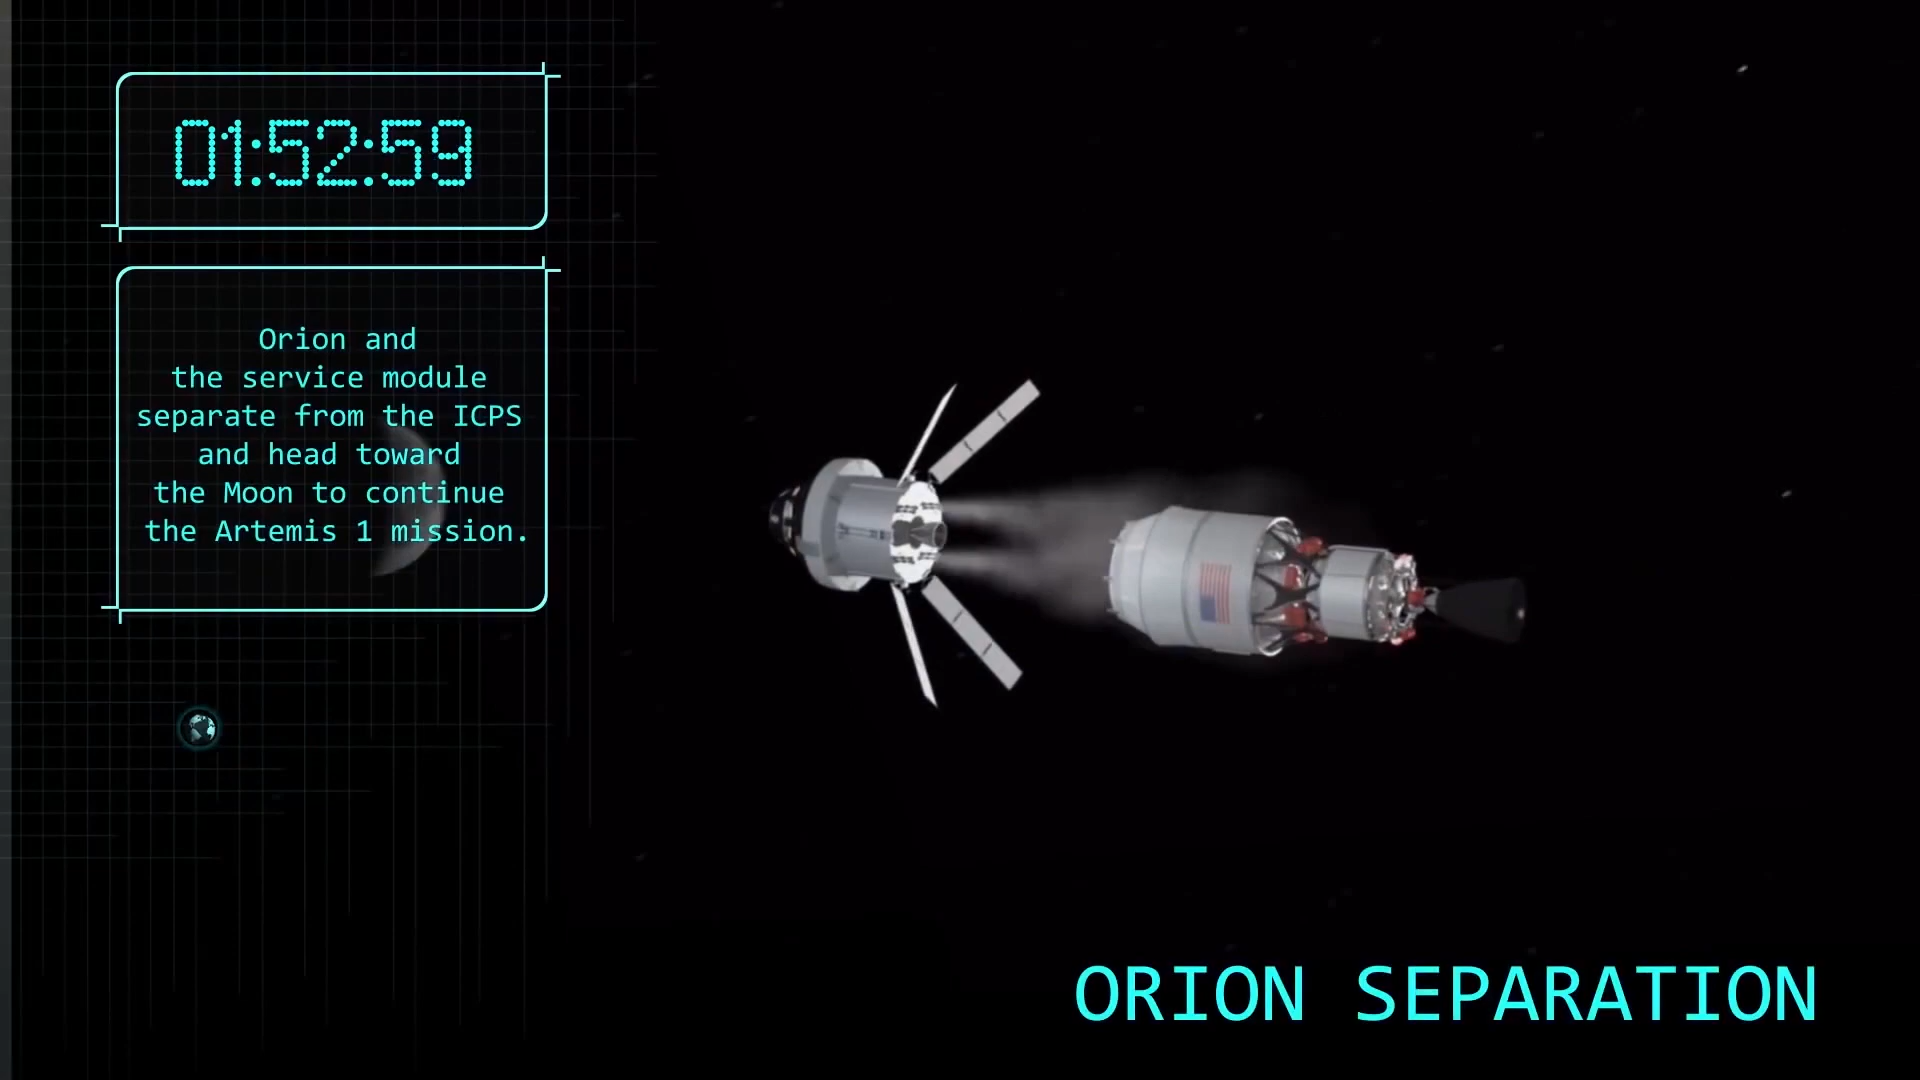 01:52:59
Orion and
the service module
separate from the ICPS
and head toward
the Moon to continue
the Artemis 1 mission.
ORION SEPARATION